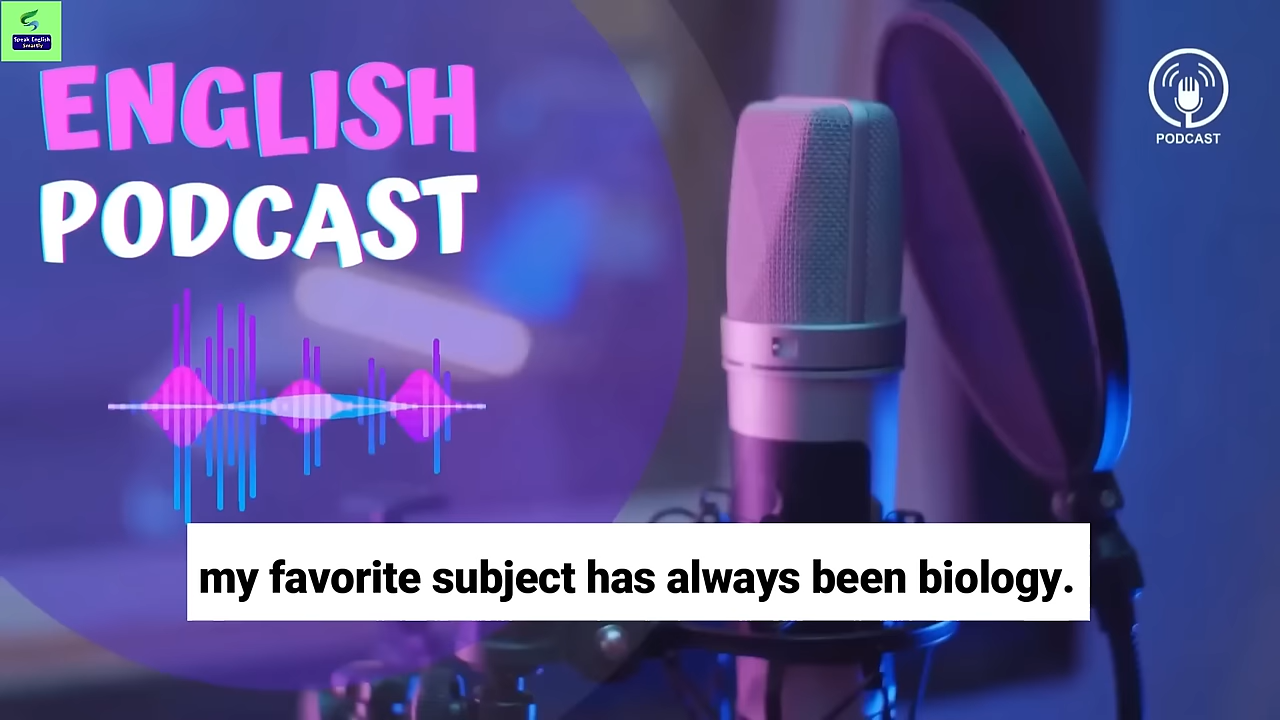 Speak English
Smartly
ENGLISH
PODCAST
PODCAST
my favorite subject has always been biology.